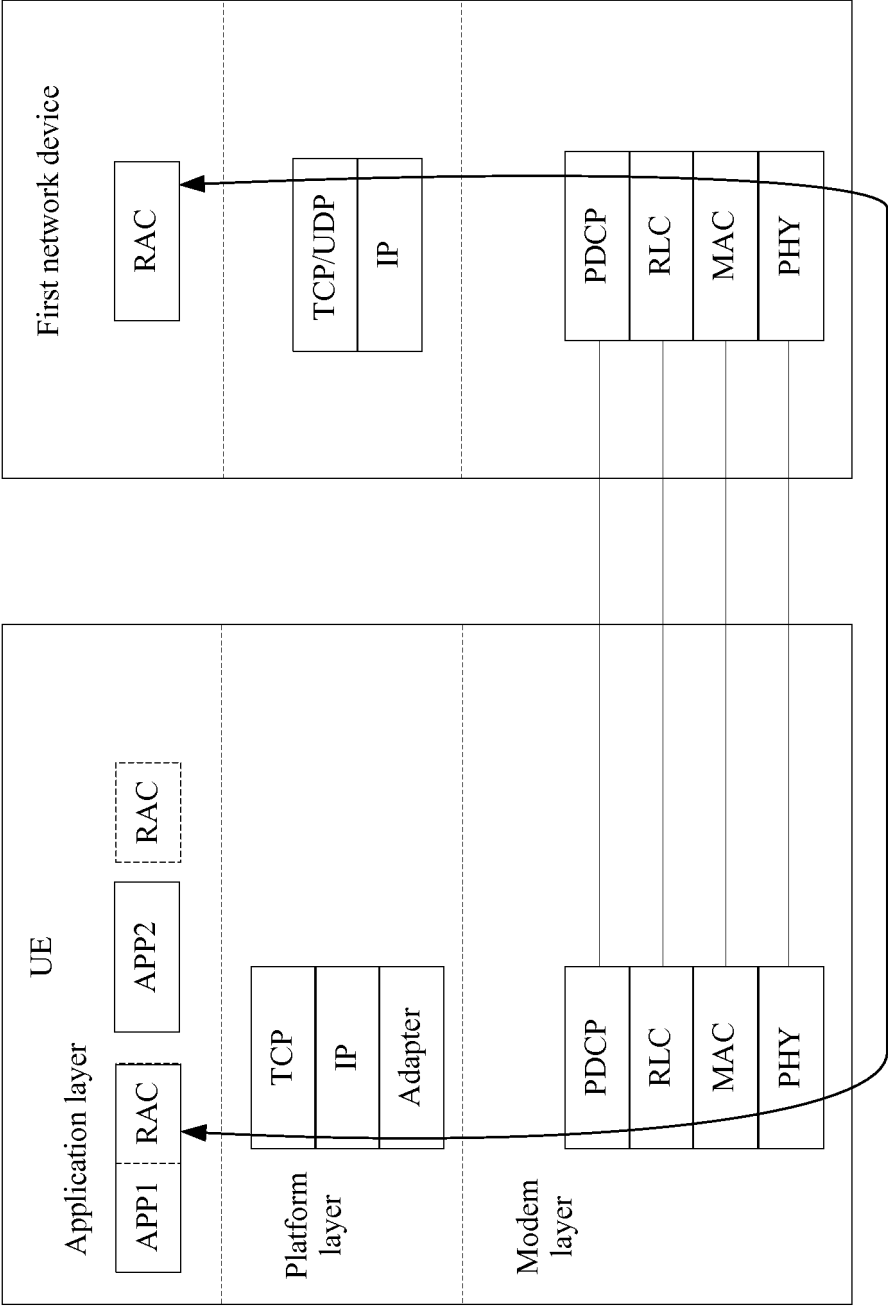 UE
First network device
Application layer
APP1
RAC
APP2
RAC
RAC
Platform
layer
TCP
IP
Adapter
TCP/UDP
IP
Modem
layer
PDCP
RLC
MAC
PHY
PDCP
RLC
MAC
PHY